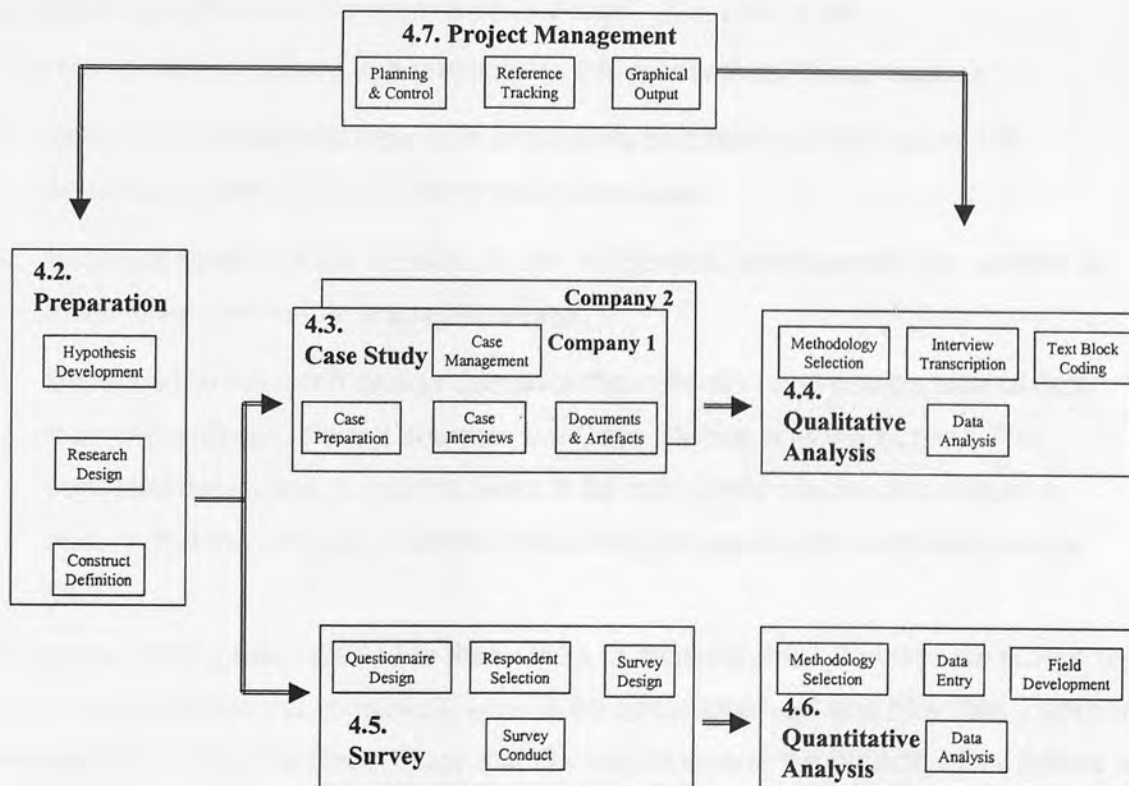 4.7. Project Management
Planning
& Control
Reference
Tracking
Graphical
Output
4.2.
Preparation
Hypothesis
Development
Research
Design
Construct
Definition
Company 2
4.3.
Case Study
Company 1
Case
Management
Case
Preparation
Case
Interviews
Documents
& Artefacts
Methodology
Selection
Interview
Transcription
Text Block
Coding
4.4.
Qualitative
Analysis
Data
Analysis
Questionnaire
Design
Respondent
Selection
Survey
Design
4.5.
Survey
Survey
Conduct
Methodology
Selection
Data
Entry
Field
Development
4.6.
Quantitative
Analysis
Data
Analysis